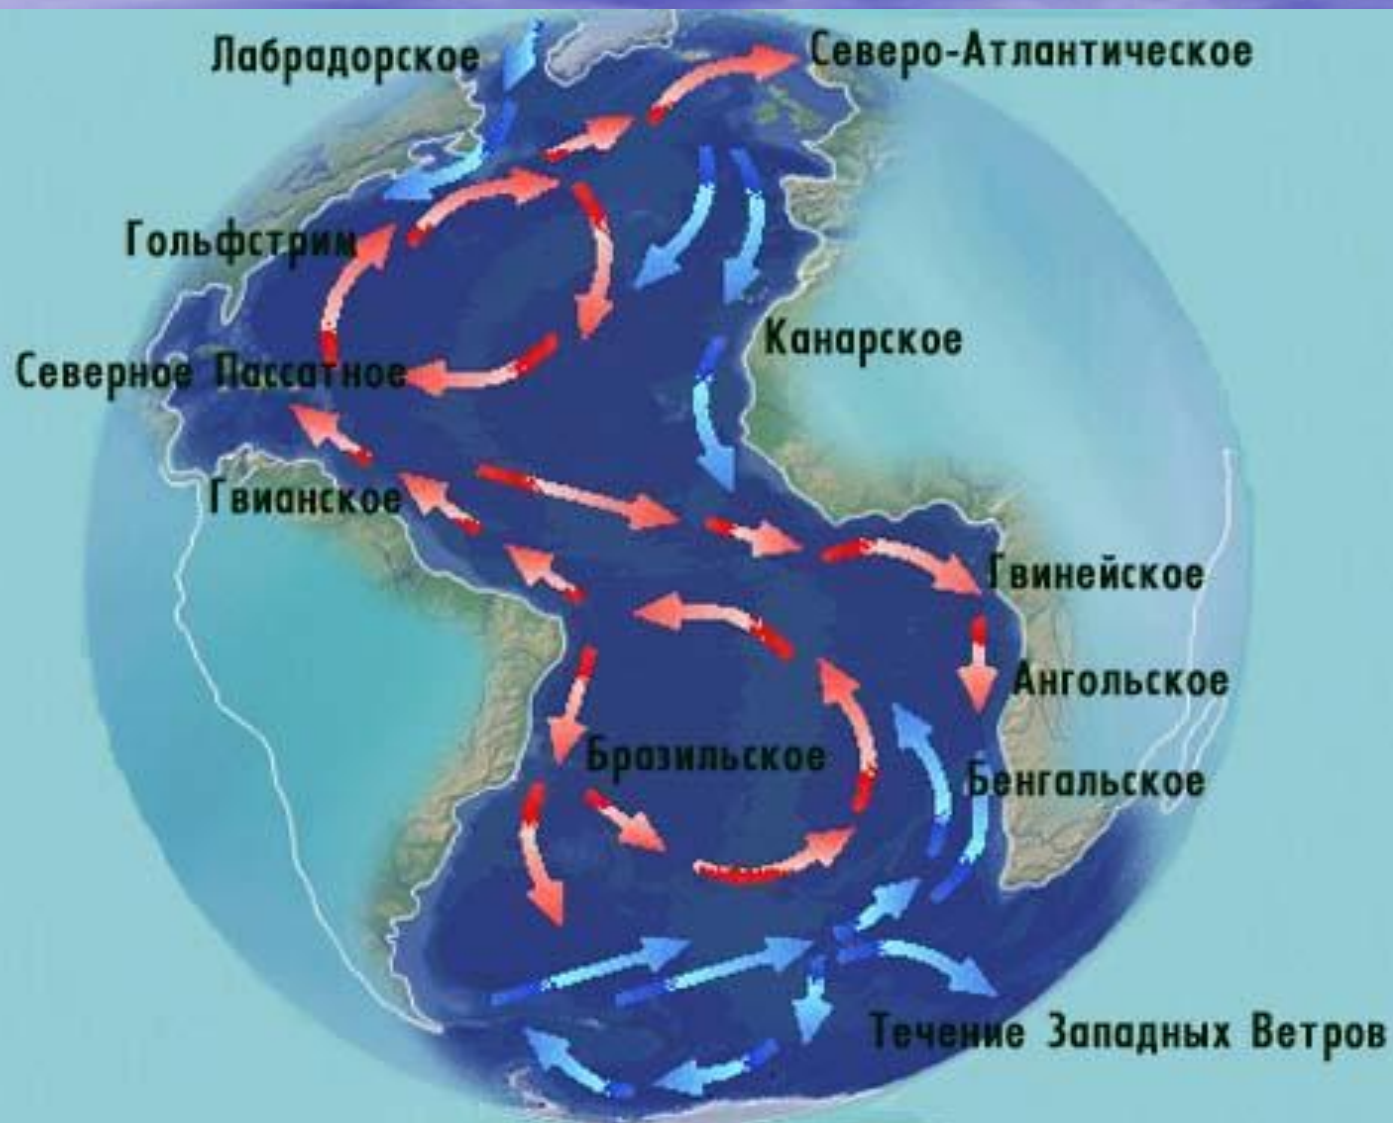 Лабрадорское
Северо-Атлантическое
Гольфстрим
Канарское
Северное Пассатное
Гвианское
Гвинейское
Ангольское
Бразильское
Бенгальское
Течение Западных Ветров